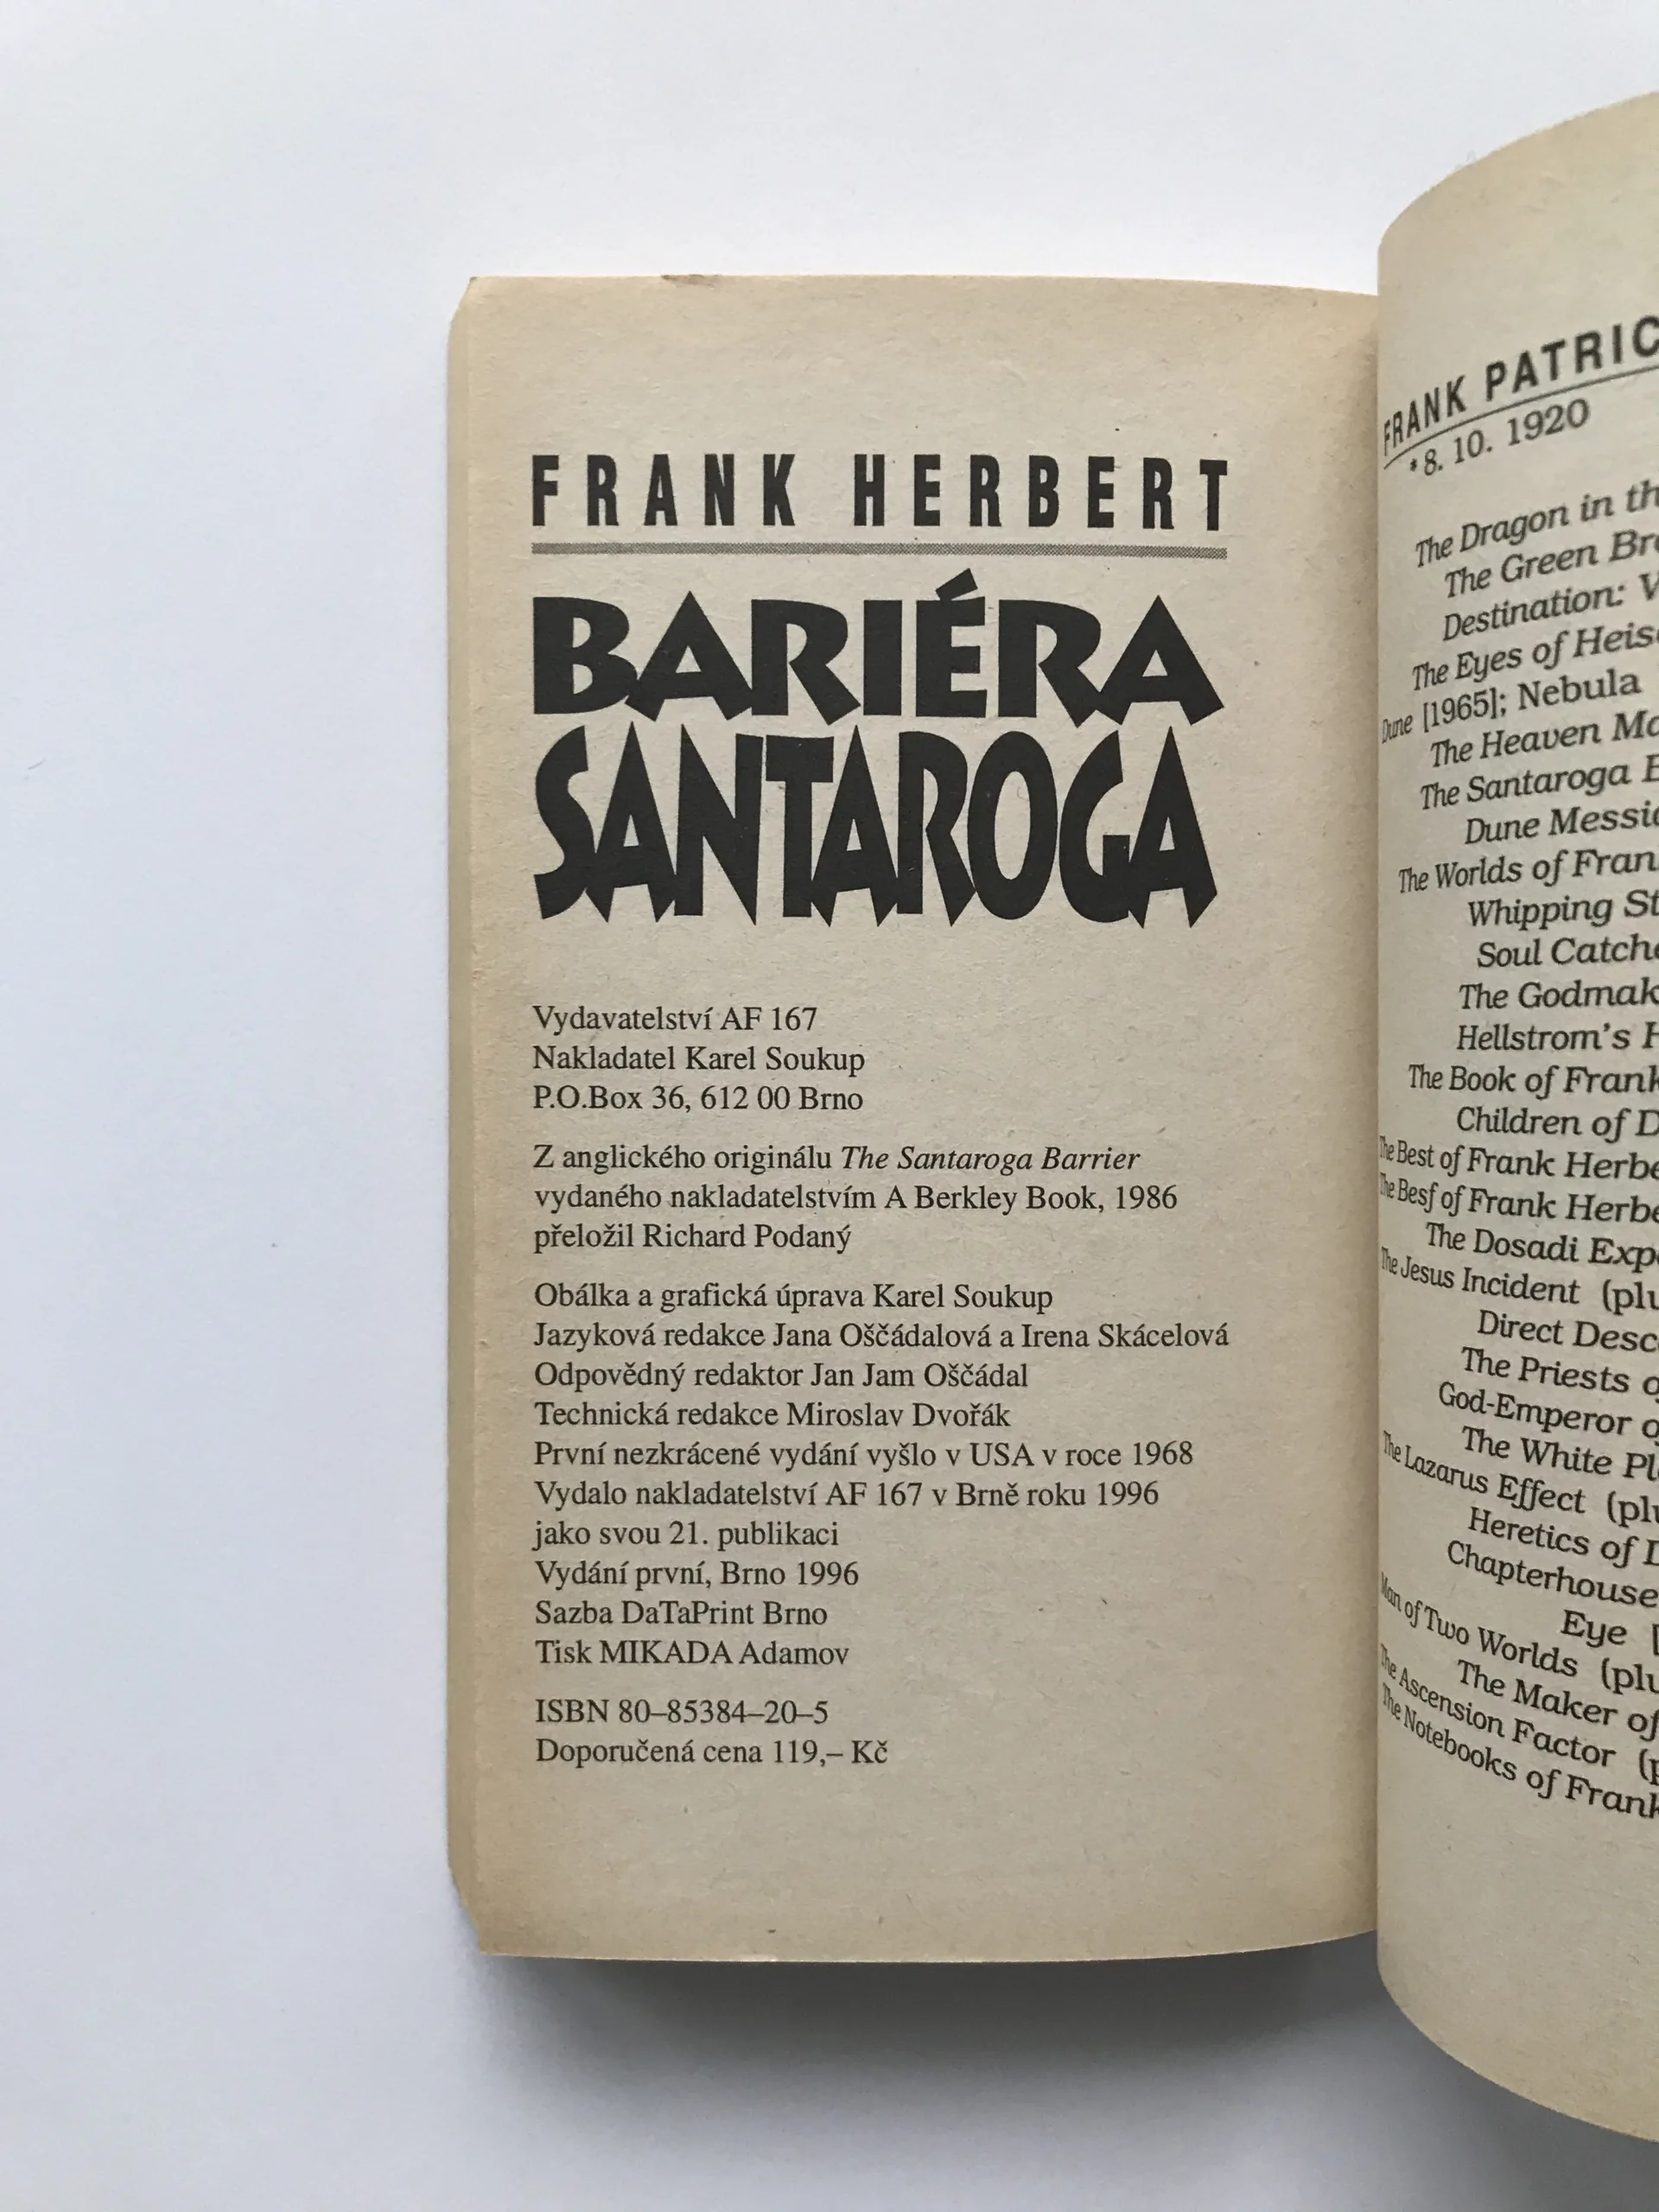 FRANK HERBERT
BARIÉRA
SANTAROGA
Vydavatelství AF 167
Nakladatel Karel Soukup
P.O.Box 36, 612 00 Brno
Z anglického originálu The Santaroga Barrier
vydaného nakladatelstvím A Berkley Book, 1986
přeložil Richard Podaný
Obálka a grafická úprava Karel Soukup
Jazyková redakce Jana Oščádalová a Irena Skácelová
Odpovědný redaktor Jan Jam Oščádal
Technická redakce Miroslav Dvořák
První nezkrácené vydání vyšlo v USA v roce 1968
Vydalo nakladatelství AF 167 v Brně roku 1996
jako svou 21. publikaci
Vydání první, Brno 1996
Sazba DaTaPrint Brno
Tisk MIKADA Adamov
ISBN 80–85384–20–5
Doporučená cena 119,– Kč
FRANK PATRIC
*8. 10. 1920
The Dragon in th
The Green Bra
Destination: V
The Eyes of Heise
Dune [1965]; Nebula
The Heaven Ma
The Santaroga B
Dune Messia
The Worlds of Fran
Whipping St
Soul Catche
The Godmak
Hellstrom's H
The Book of Frank
Children of D
The Best of Frank Herbe
The Besf of Frank Herbe
The Dosadi Exp
The Jesus Incident (plu
Direct Desc
The Priests o
God-Emperor o
The White Pl
The Lazarus Effect (plu
Heretics of D
Chapterhouse
Eye [
Man of Two Worlds (plu
The Maker of
The Ascension Factor (p
The Notebooks of Frank